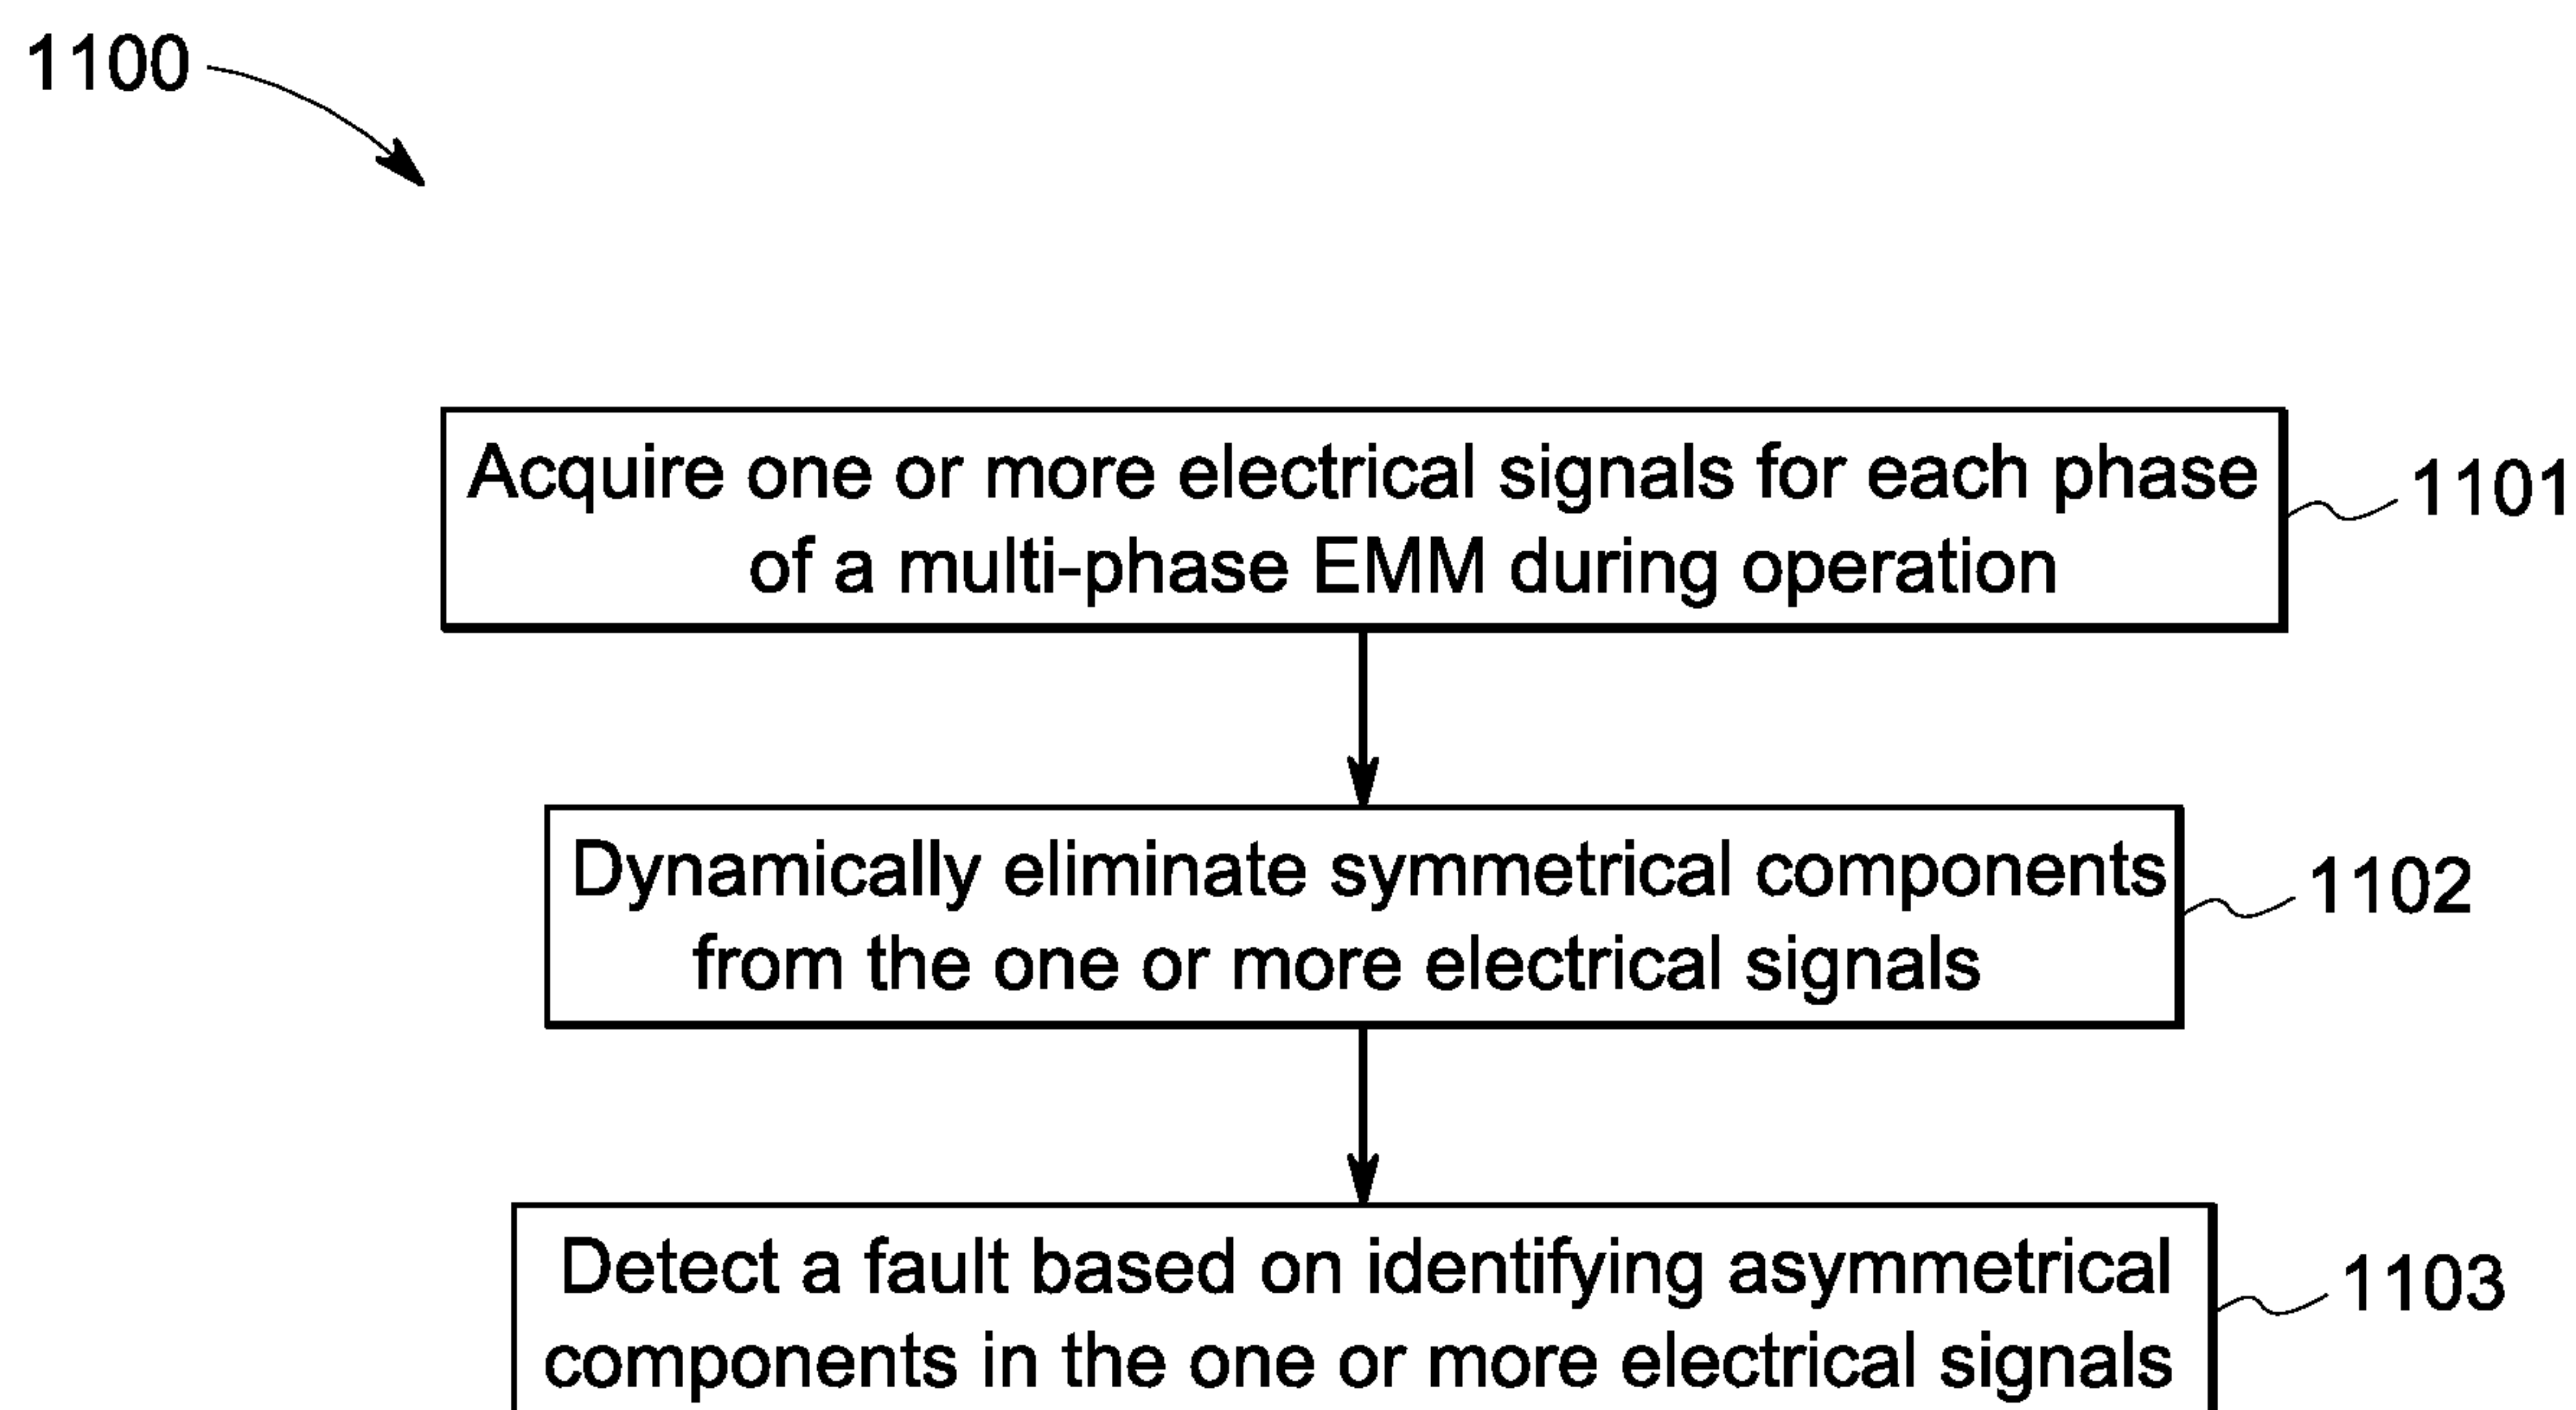 1100
Acquire one or more electrical signals for each phase
of a multi-phase EMM during operation
1101
Dynamically eliminate symmetrical components
from the one or more electrical signals
1102
Detect a fault based on identifying asymmetrical
components in the one or more electrical signals
1103